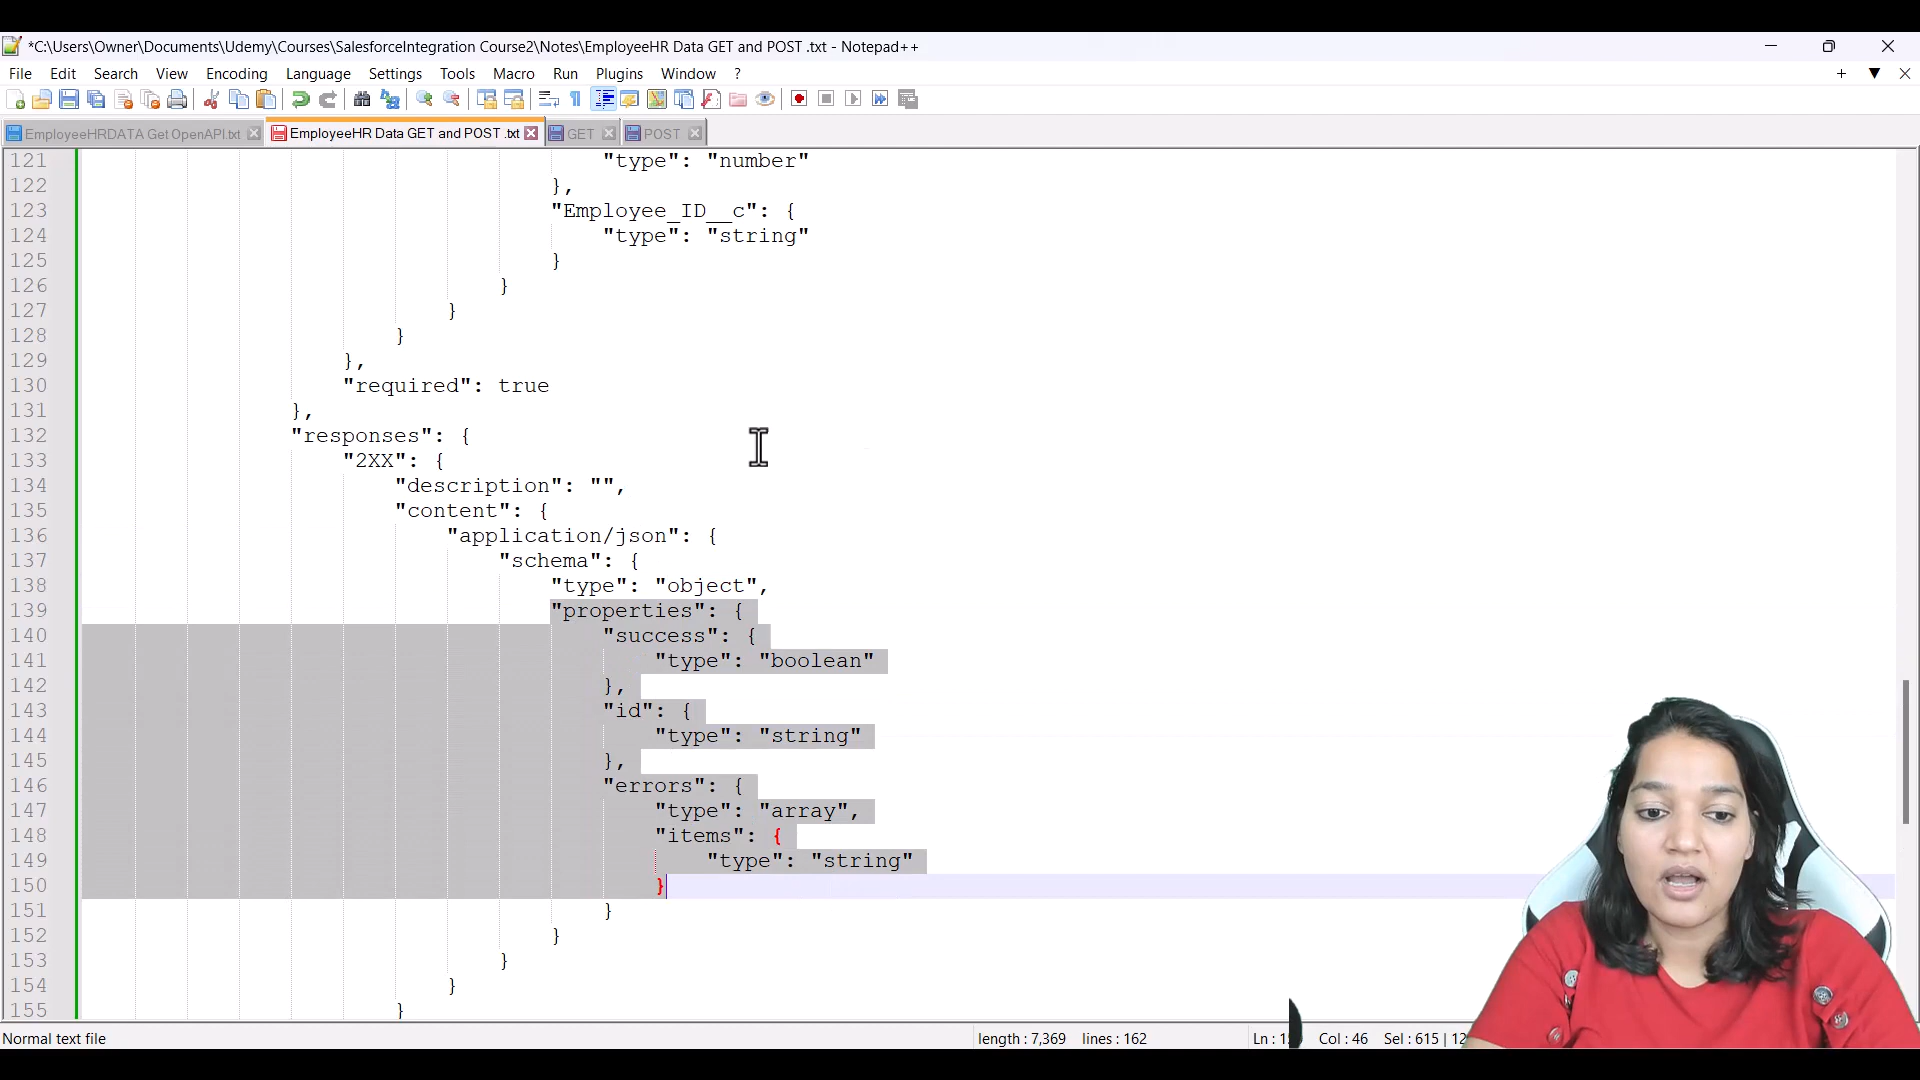 *C:\Users\Owner\Documents\Udemy\Courses\SalesforceIntegration Course2\Notes\EmployeeHR Data GET and POST .txt - Notepad++
File Edit Search View Encoding Language Settings Tools Macro Run Plugins Window ?
EmployeeHRDATA Get OpenAPI.txt EmployeeHR Data GET and POST .txt GET POST
121 "type": "number"
122 },
123 "Employee_ID__c": {
124 "type": "string"
125 }
126 }
127 }
128 }
129 },
130 "required": true
131 },
132 "responses": {
133 "2XX": {
134 "description": "",
135 "content": {
136 "application/json": {
137 "schema": {
138 "type": "object",
139 "properties": {
140 "success": {
141 "type": "boolean"
142 },
143 "id": {
144 "type": "string"
145 },
146 "errors": {
147 "type": "array",
148 "items": {
149 "type": "string"
150 }
151 }
152 }
153 }
154 }
155 }
Normal text file length : 7,369 lines : 162 Ln : Col : 46 Sel : 615 |